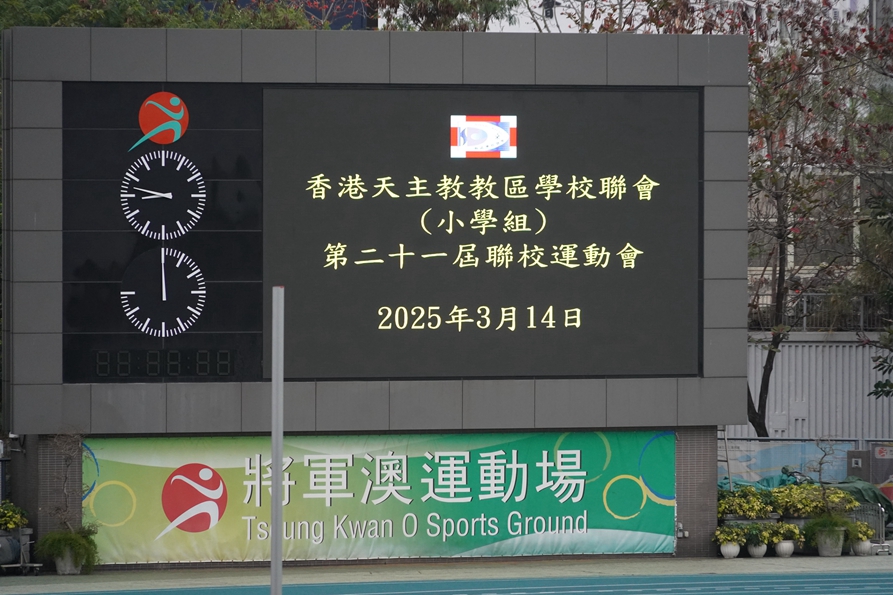 香港天主教教區學校聯會
（小學組）
第二十一屆聯校運動會
2025年3月14日
將軍澳運動場
Tseung Kwan O Sports Ground